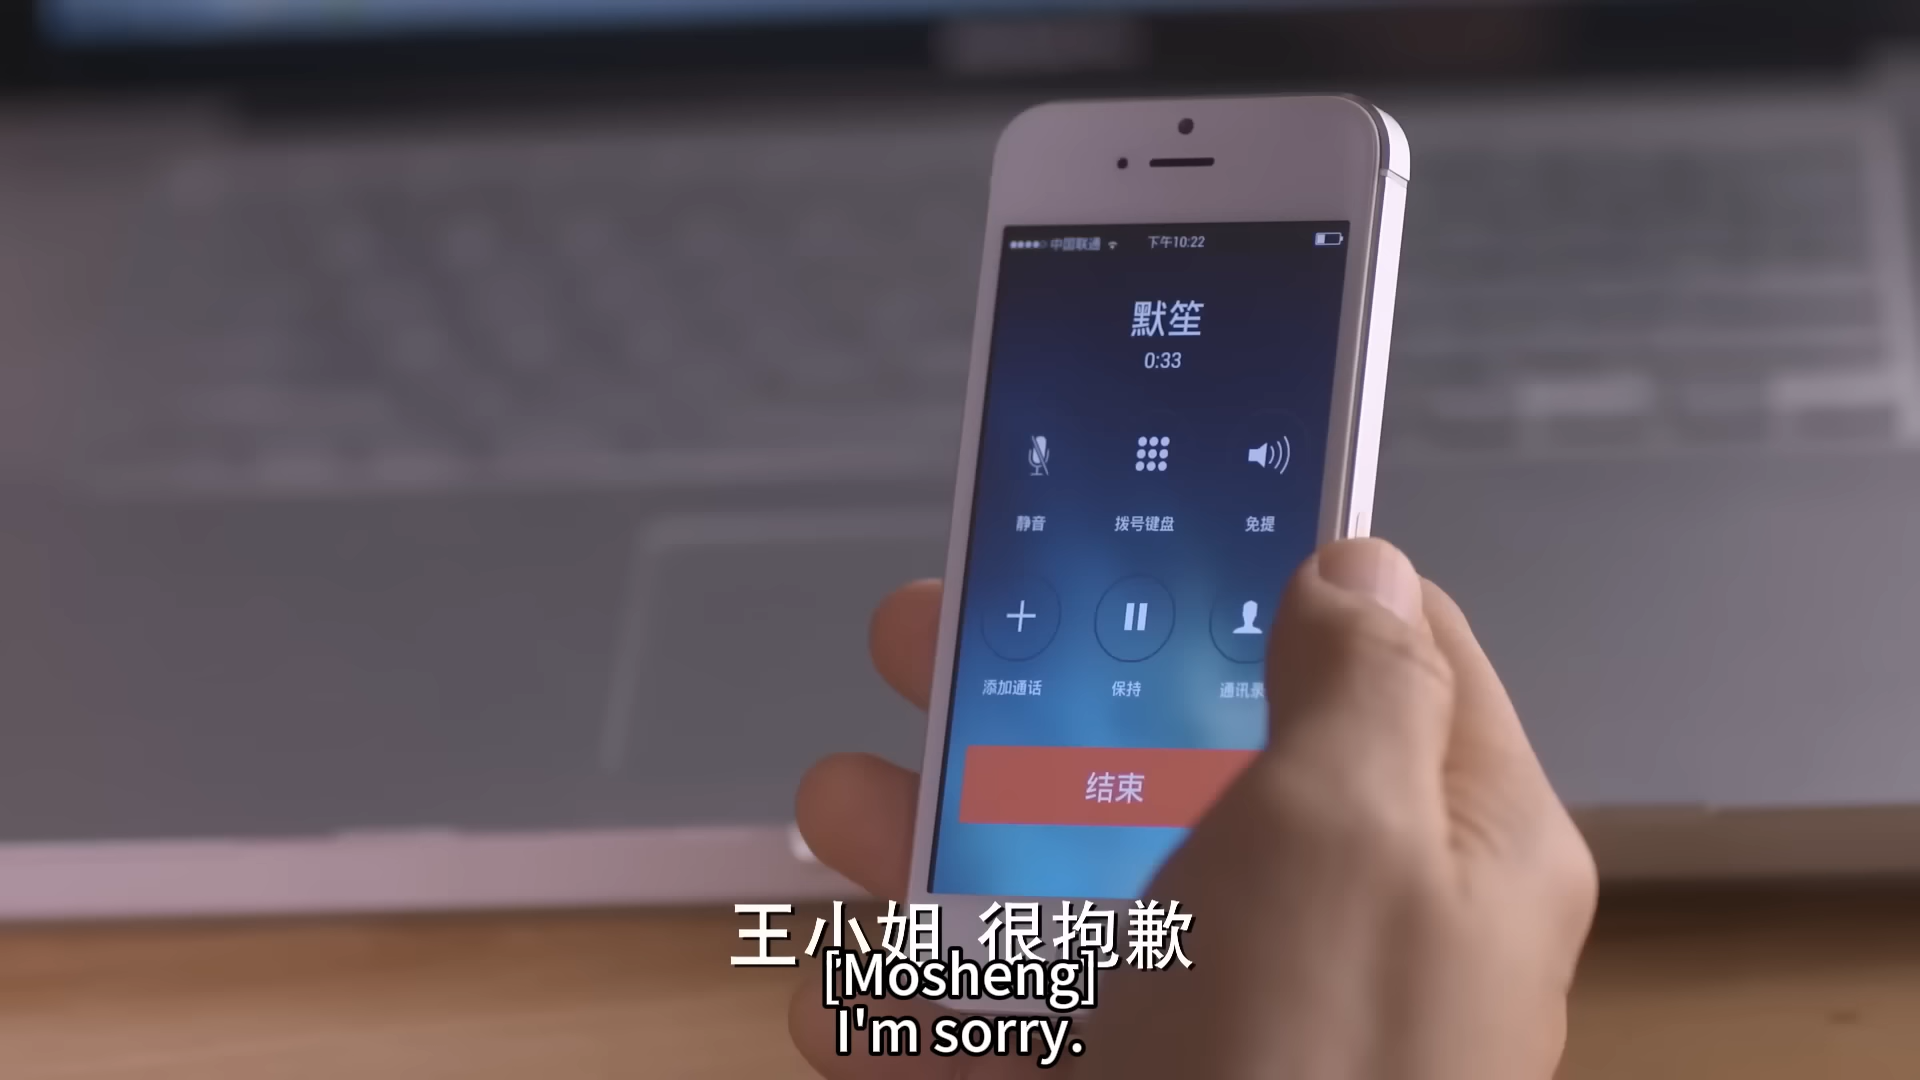 中国联通 下午10:22
默笙
0:33
静音 拨号键盘 免提
添加通话 保持 通讯录
结束
王小姐 很抱歉
[Mosheng]
I'm sorry.